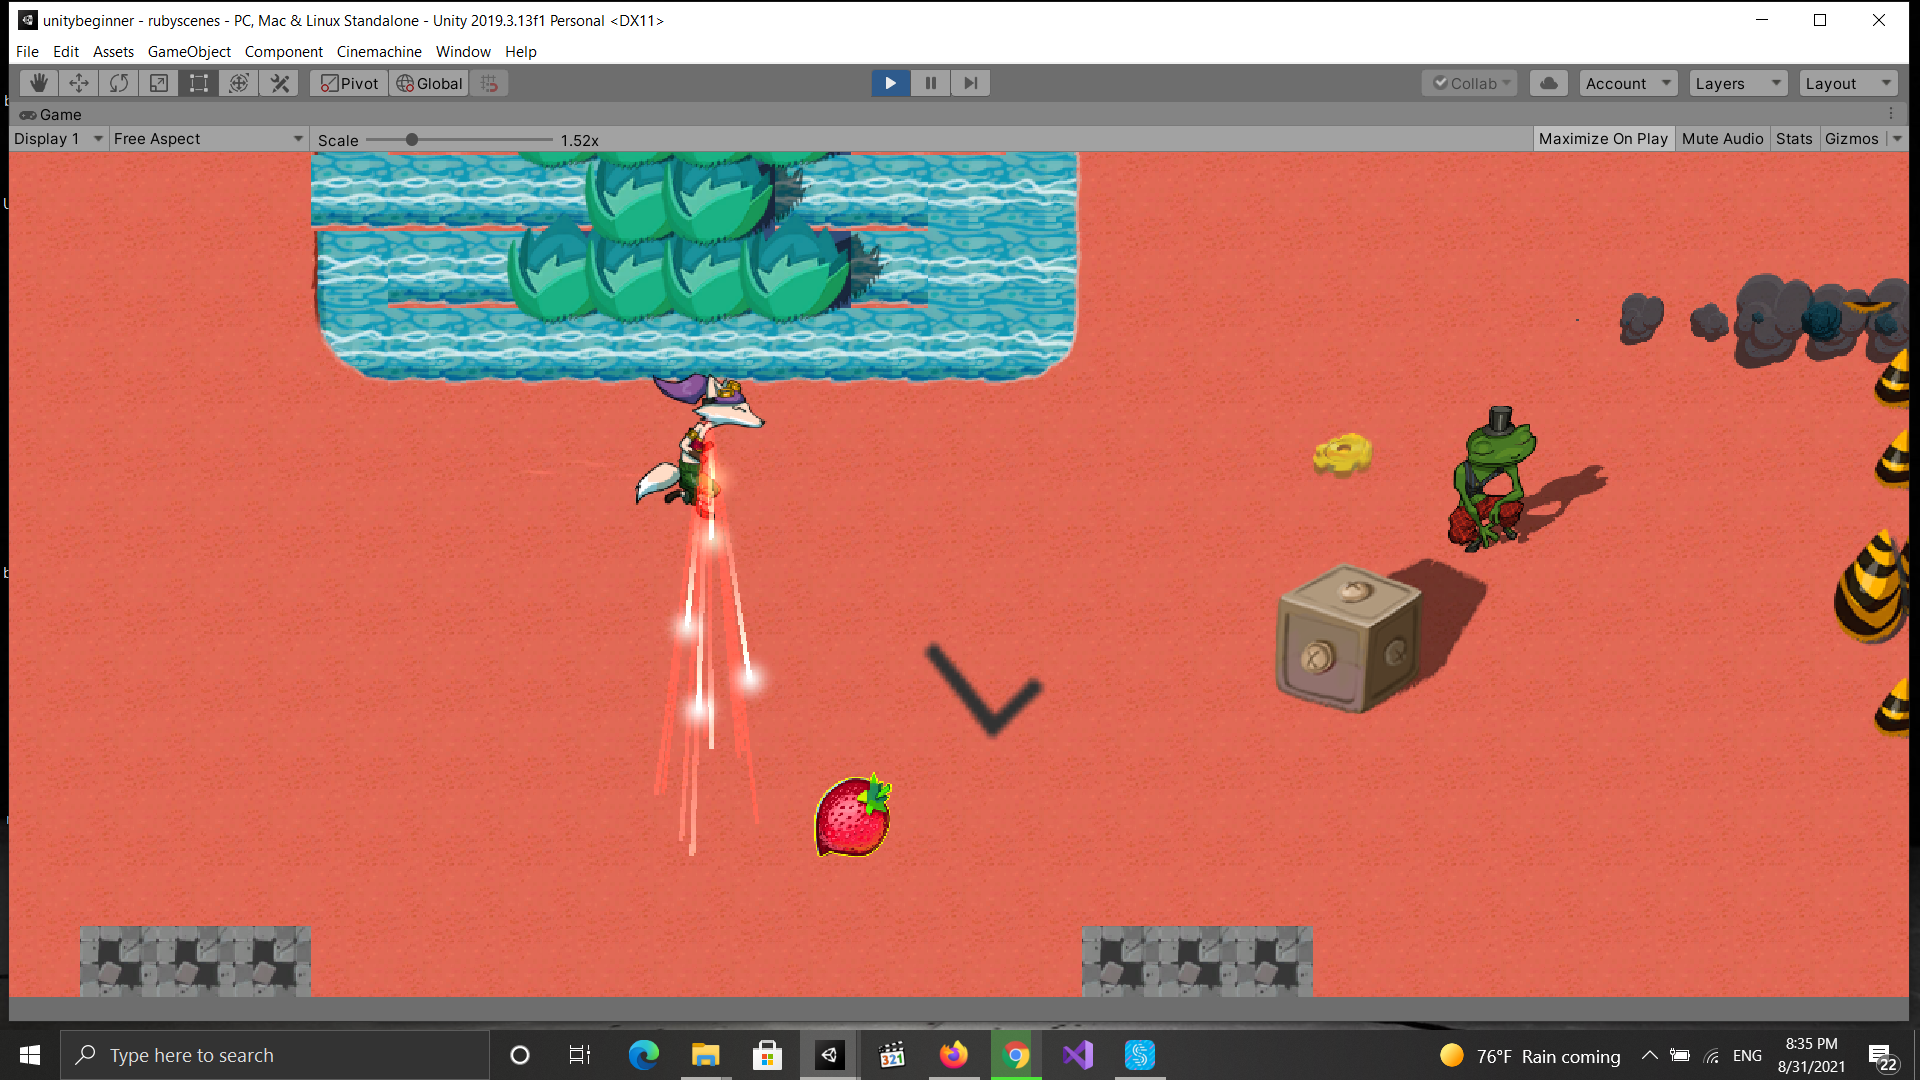 unitybeginner - rubyscenes - PC, Mac & Linux Standalone - Unity 2019.3.13f1 Personal <DX11>
File Edit Assets GameObject Component Cinemachine Window Help
Pivot Global Collab Account Layers Layout
Game
Display 1 Free Aspect Scale 1.52x Maximize On Play Mute Audio Stats Gizmos
Type here to search
321
76°F Rain coming
ENG
8:35 PM
8/31/2021
22